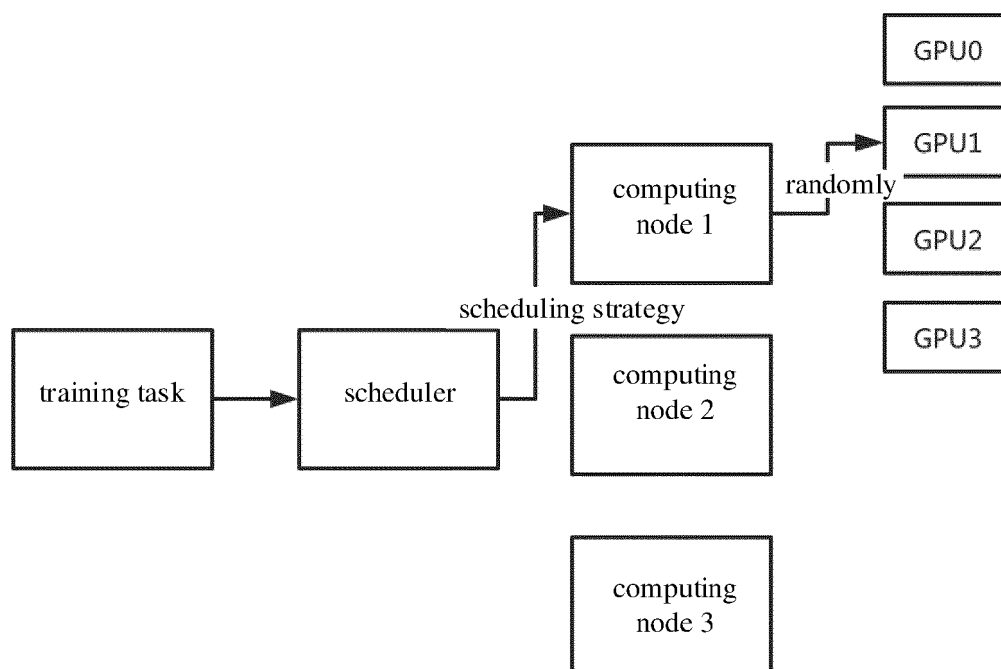 GPU0
GPU1
computing
node 1
randomly
GPU2
scheduling strategy
GPU3
training task
scheduler
computing
node 2
computing
node 3